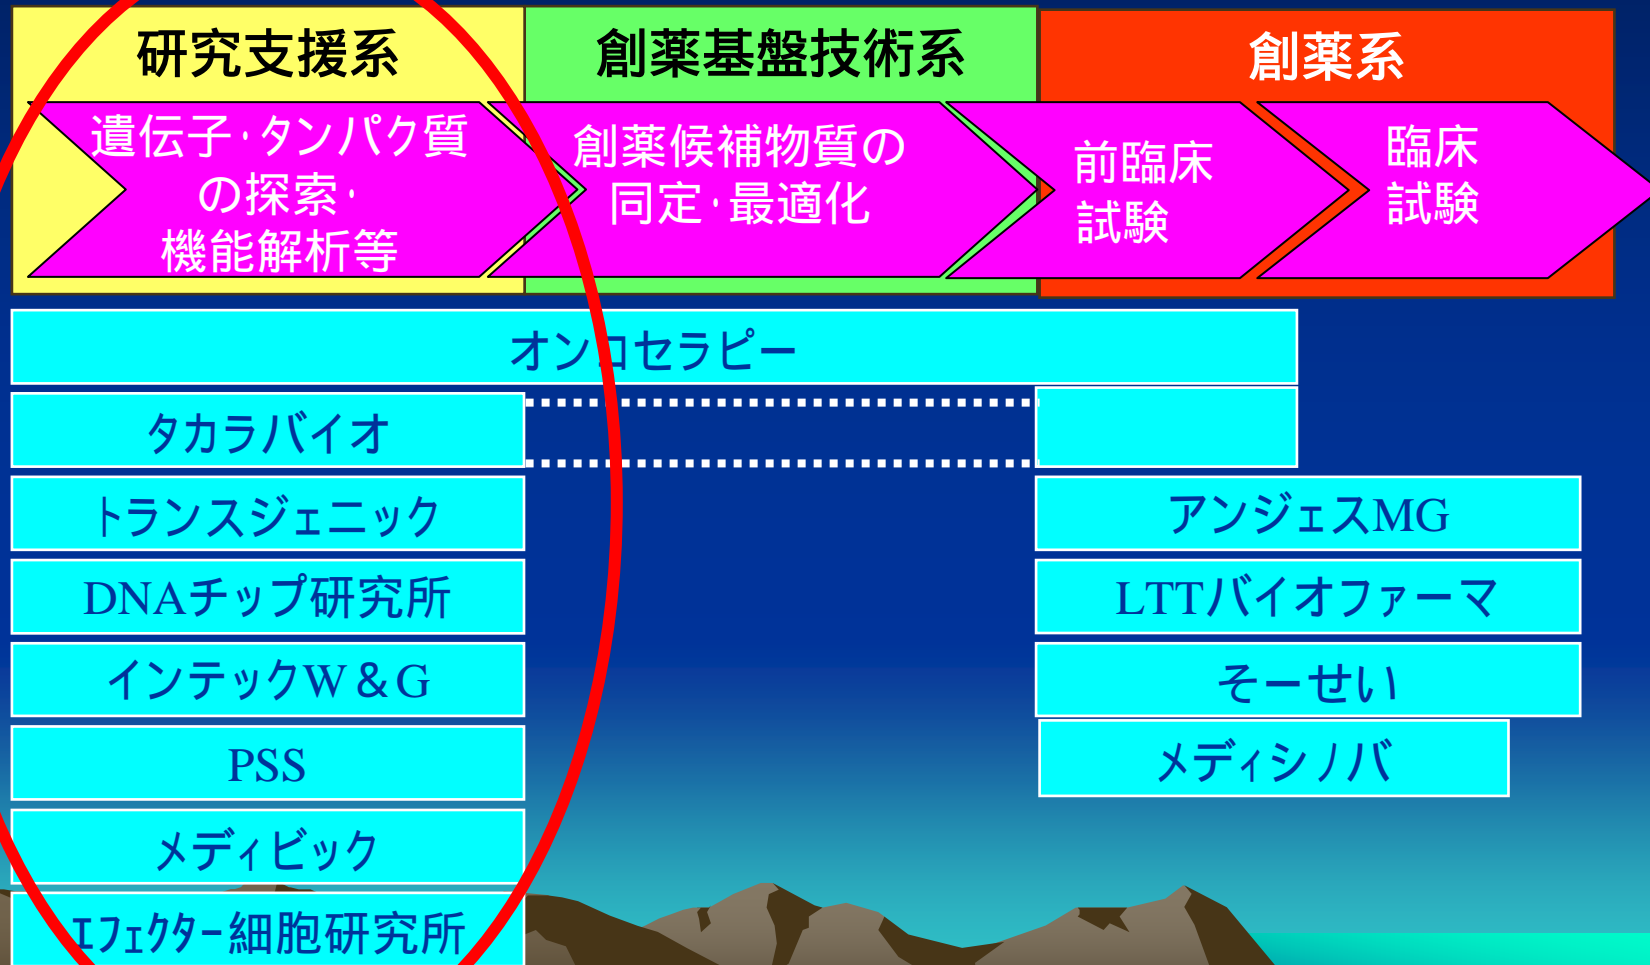 研究支援系
創薬基盤技術系
創薬系
遺伝子・タンパク質
の探索・
機能解析等
創薬候補物質の
同定・最適化
前臨床
試験
臨床
試験
オンコセラピー
タカラバイオ
トランスジェニック
アンジェスMG
DNAチップ研究所
LTTバイオファーマ
インテックW＆G
そーせい
PSS
メディシノバ
メディビック
エフェクター細胞研究所